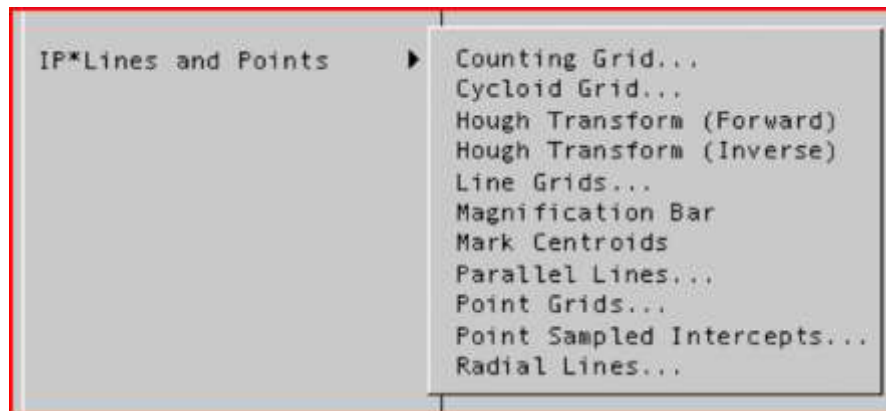 IP*Lines and Points
Counting Grid...
Cycloid Grid...
Hough Transform (Forward)
Hough Transform (Inverse)
Line Grids...
Magnification Bar
Mark Centroids
Parallel Lines...
Point Grids...
Point Sampled Intercepts...
Radial Lines...